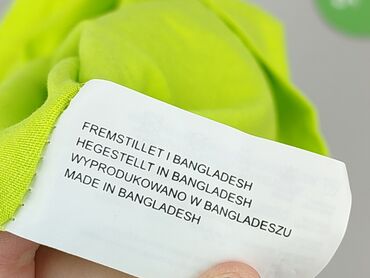 FREMSTILLET I BANGLADESH
HEGESTELLT IN BANGLADESH
WYPRODUKOWANO W BANGLADESZU
MADE IN BANGLADESH